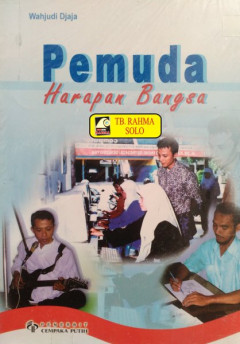 Wahjudi Djaja
Pemuda
Harapan Bangsa
TB. RAHMA
SOLO
CEMPAKA PUTIH